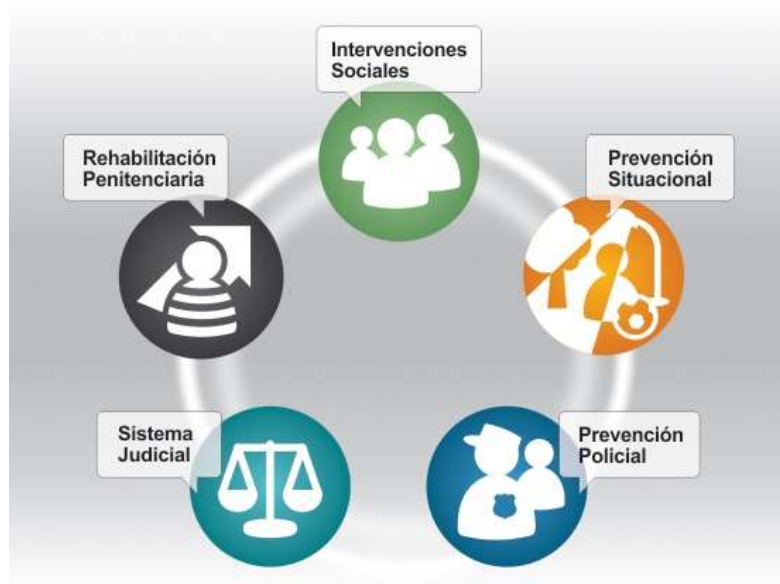 Intervenciones
Sociales
Rehabilitación
Penitenciaria
Prevención
Situacional
Sistema
Judicial
Prevención
Policial